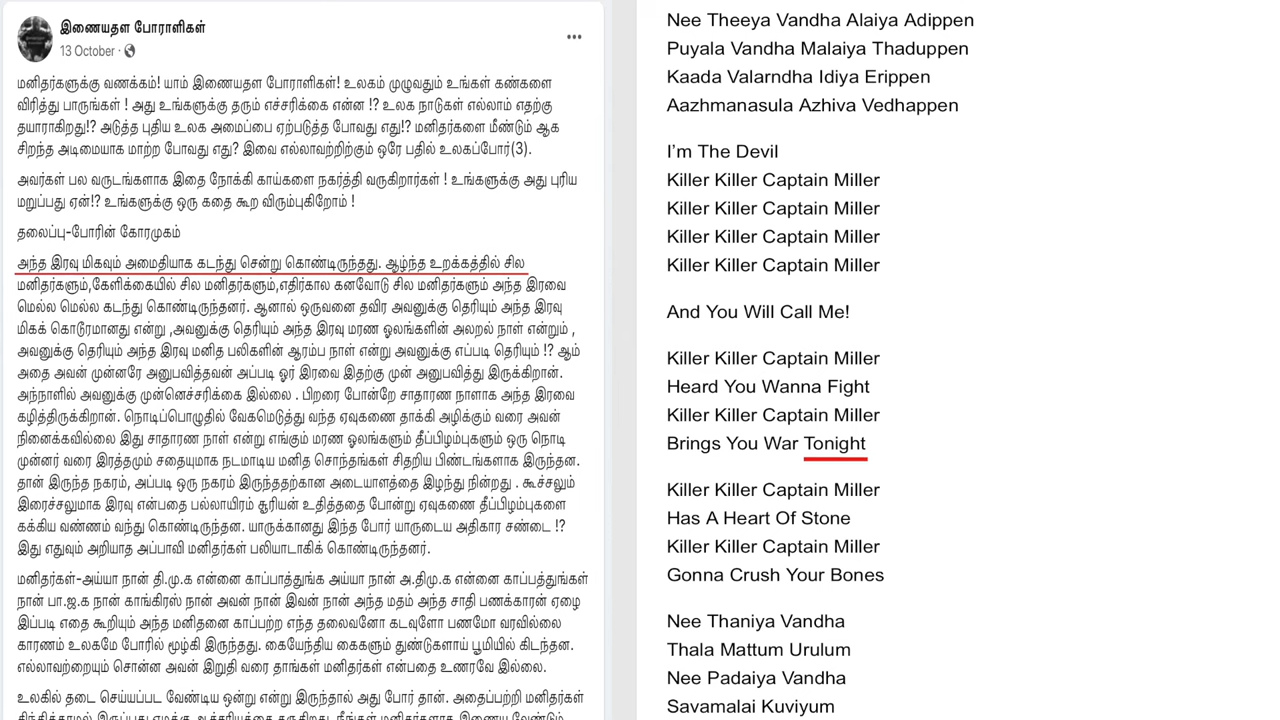 இணையதள போராளிகள்
13 October ·
மனிதர்களுக்கு வணக்கம்! யாம் இணையதள போராளிகள்! உலகம் முழுவதும் உங்கள் கண்களை
விரித்து பாருங்கள் ! அது உங்களுக்கு தரும் எச்சரிக்கை என்ன !? உலக நாடுகள் எல்லாம் எதற்கு
தயாராகிறது!? அடுத்த புதிய உலக அமைப்பை ஏற்படுத்த போவது எது!? மனிதர்களை மீண்டும் ஆக
சிறந்த அடிமையாக மாற்ற போவது எது? இவை எல்லாவற்றிற்கும் ஒரே பதில் உலகப்போர்(3).
அவர்கள் பல வருடங்களாக இதை நோக்கி காய்களை நகர்த்தி வருகிறார்கள் ! உங்களுக்கு அது புரிய
மறுப்பது ஏன்!? உங்களுக்கு ஒரு கதை கூற விரும்புகிறோம் !
தலைப்பு-போரின் கோரமுகம்
அந்த இரவு மிகவும் அமைதியாக கடந்து சென்று கொண்டிருந்தது. ஆழ்ந்த உறக்கத்தில் சில
மனிதர்களும்,கேளிக்கையில் சில மனிதர்களும்,எதிர்கால கனவோடு சில மனிதர்களும் அந்த இரவை
மெல்ல மெல்ல கடந்து கொண்டிருந்தனர். ஆனால் ஒருவனை தவிர அவனுக்கு தெரியும் அந்த இரவு
மிகக் கொடூரமானது என்று ,அவனுக்கு தெரியும் அந்த இரவு மரண ஓலங்களின் அலறல் நாள் என்றும் ,
அவனுக்கு தெரியும் அந்த இரவு மனித பலிகளின் ஆரம்ப நாள் என்று அவனுக்கு எப்படி தெரியும் !? ஆம்
அதை அவன் முன்னரே அனுபவித்தவன் அப்படி ஓர் இரவை இதற்கு முன் அனுபவித்து இருக்கிறான்.
அந்நாளில் அவனுக்கு முன்னெச்சரிக்கை இல்லை . பிறரை போன்றே சாதாரண நாளாக அந்த இரவை
கழித்திருக்கிறான். நொடிப்பொழுதில் வேகமெடுத்து வந்த ஏவுகணை தாக்கி அழிக்கும் வரை அவன்
நினைக்கவில்லை இது சாதாரண நாள் என்று எங்கும் மரண ஓலங்களும் தீப்பிழம்புகளும் ஒரு நொடி
முன்னர் வரை இரத்தமும் சதையுமாக நடமாடிய மனித சொந்தங்கள் சிதறிய பிண்டங்களாக இருந்தன.
தான் இருந்த நகரம், அப்படி ஒரு நகரம் இருந்ததற்கான அடையாளத்தை இழந்து நின்றது . கூச்சலும்
இரைச்சலுமாக இரவு என்பதை பல்லாயிரம் சூரியன் உதித்ததை போன்று ஏவுகணை தீப்பிழம்புகளை
கக்கிய வண்ணம் வந்து கொண்டிருந்தன. யாருக்கானது இந்த போர் யாருடைய அதிகார சண்டை !?
இது எதுவும் அறியாத அப்பாவி மனிதர்கள் பலியாடாகிக் கொண்டிருந்தனர்.
மனிதர்கள்-அய்யா நான் தி.மு.க என்னை காப்பாத்துங்க அய்யா நான் அ.திமு.க என்னை காப்பத்துங்கள்
நான் பா.ஜ.க நான் காங்கிரஸ் நான் அவன் நான் இவன் நான் அந்த மதம் அந்த சாதி பணக்காரன் ஏழை
இப்படி எதை கூறியும் அந்த மனிதனை காப்பற்ற எந்த தலைவனோ கடவுளோ பணமோ வரவில்லை
காரணம் உலகமே போரில் மூழ்கி இருந்தது. கையேந்திய கைகளும் துண்டுகளாய் பூமியில் கிடந்தன.
எல்லாவற்றையும் சொன்ன அவன் இறுதி வரை தாங்கள் மனிதர்கள் என்பதை உணரவே இல்லை.
உலகில் தடை செய்யப்பட வேண்டிய ஒன்று என்று இருந்தால் அது போர் தான். அதைப்பற்றி மனிதர்கள்
Nee Theeya Vandha Alaiya Adippen
Puyala Vandha Malaiya Thaduppen
Kaada Valarndha Idiya Erippen
Aazhmanasula Azhiva Vedhappen
I'm The Devil
Killer Killer Captain Miller
Killer Killer Captain Miller
Killer Killer Captain Miller
Killer Killer Captain Miller
And You Will Call Me!
Killer Killer Captain Miller
Heard You Wanna Fight
Killer Killer Captain Miller
Brings You War Tonight
Killer Killer Captain Miller
Has A Heart Of Stone
Killer Killer Captain Miller
Gonna Crush Your Bones
Nee Thaniya Vandha
Thala Mattum Urulum
Nee Padaiya Vandha
Savamalai Kuviyum